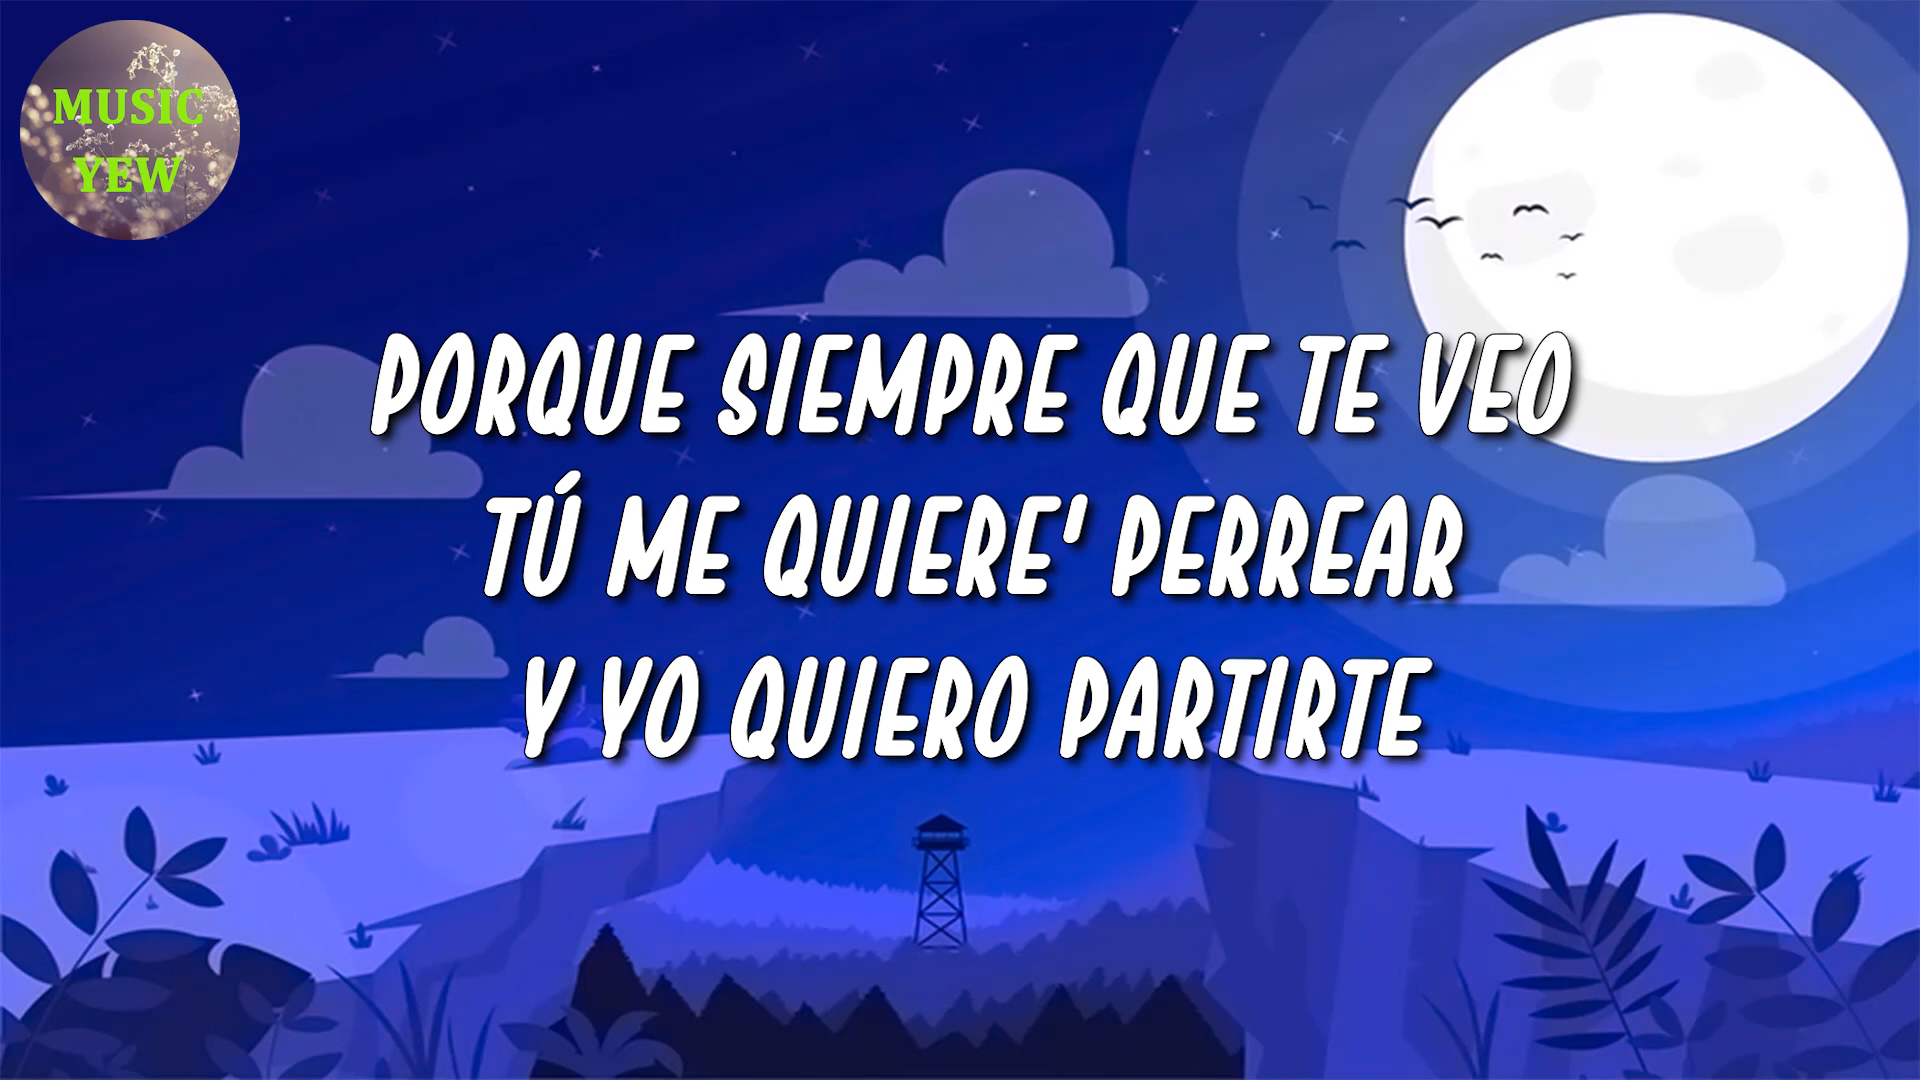 MUSIC
YEW
PORQUE SIEMPRE QUE TE VEO
TÚ ME QUIERE' PERREAR
Y YO QUIERO PARTIRTE